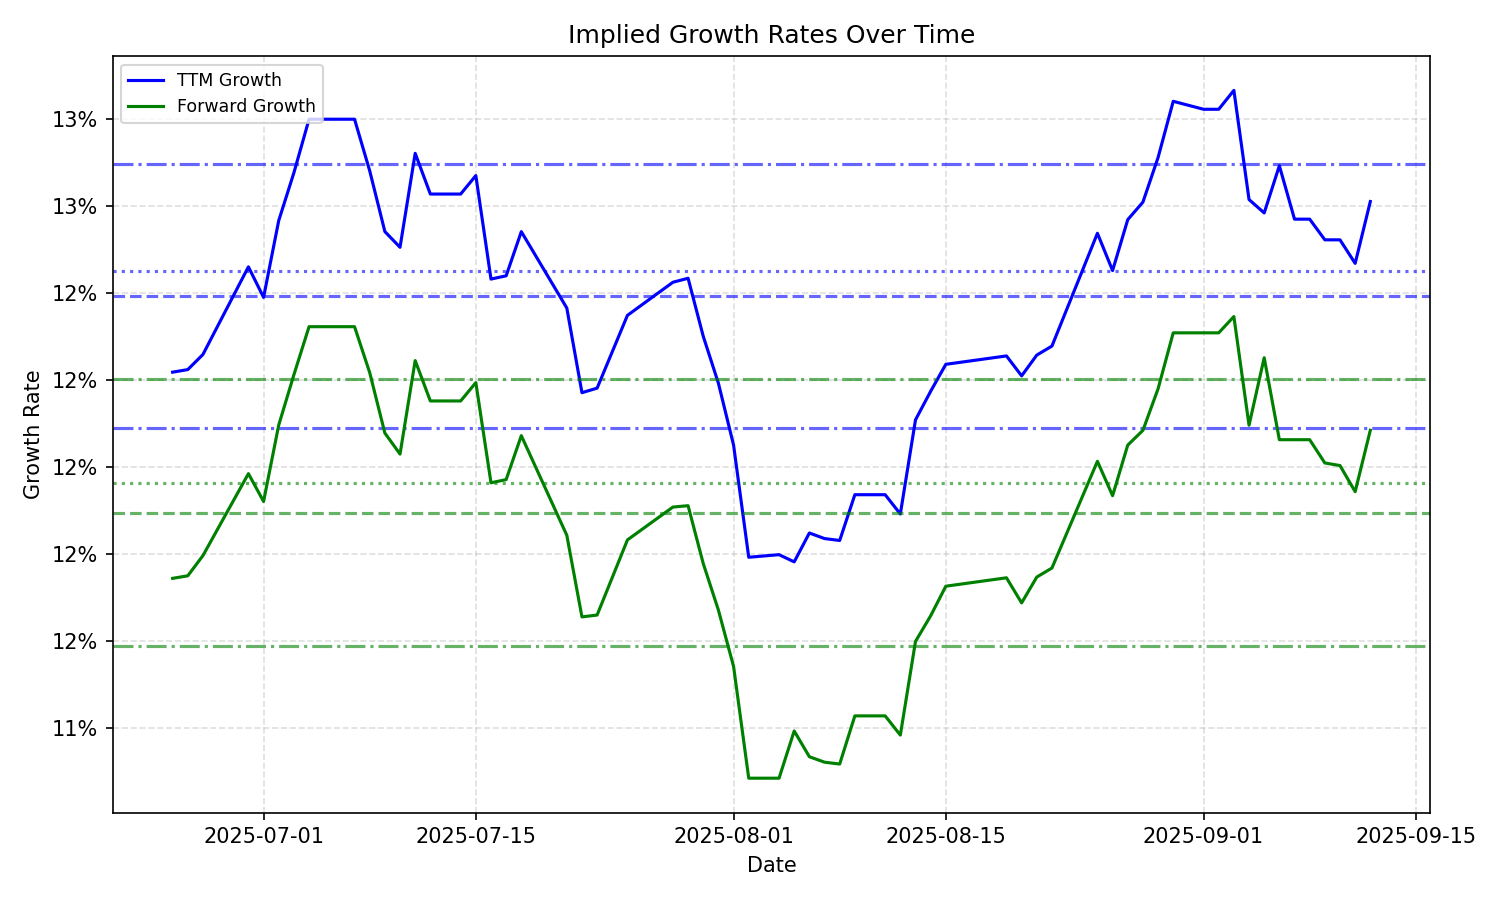 Implied Growth Rates Over Time
TTM Growth
Forward Growth
13%
13%
12%
12%
12%
12%
12%
11%
Growth Rate
2025-07-01
2025-07-15
2025-08-01
2025-08-15
2025-09-01
2025-09-15
Date